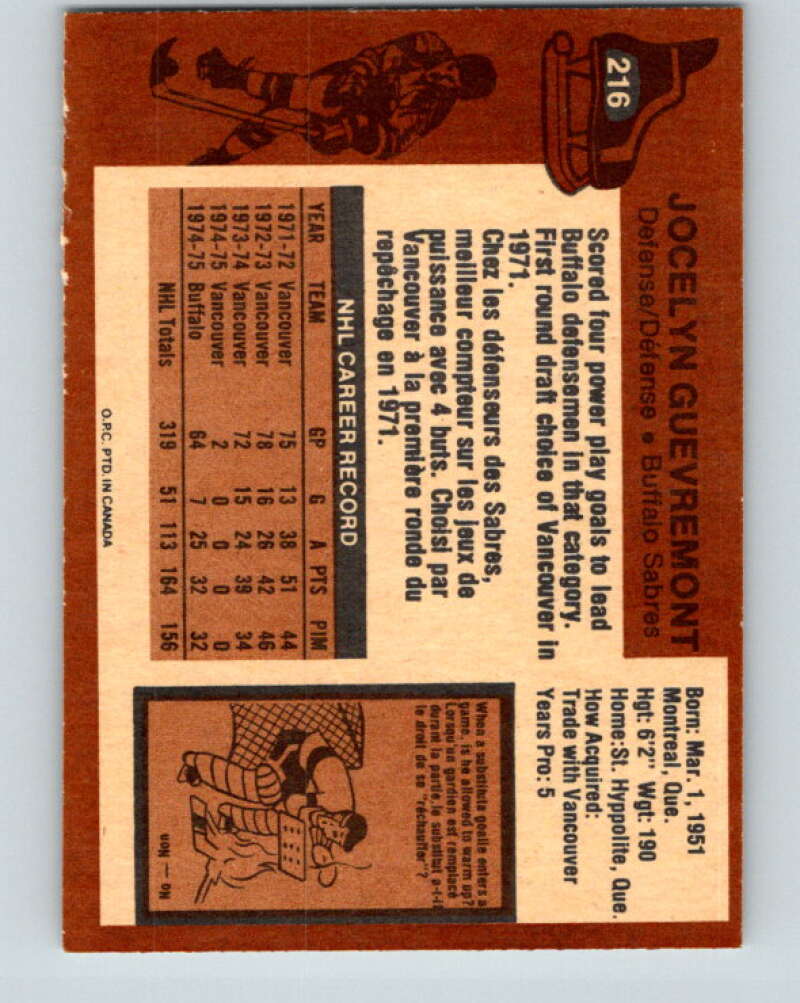 216
JOCELYN GUEVREMONT
Defense/Défense • Buffalo Sabres
Scored four power play goals to lead
Buffalo defensemen in that category.
First round draft choice of Vancouver in
1971.
Chez les défenseurs des Sabres,
meilleur compteur sur les jeux de
puissance avec 4 buts. Choisi par
Vancouver à la première ronde du
repêchage en 1971.
Born: Mar. 1, 1951
Montreal, Que.
Hgt: 6'2" Wgt: 190
Home: St. Hyppolite, Que.
How Acquired:
Trade with Vancouver
Years Pro: 5
NHL CAREER RECORD
YEAR TEAM GP G A PTS PIM
1971-72 Vancouver 75 13 38 51 44
1972-73 Vancouver 78 16 26 42 46
1973-74 Vancouver 72 15 24 39 34
1974-75 Vancouver 2 0 0 0 0
1974-75 Buffalo 64 7 25 32 32
NHL Totals 319 51 113 164 156
When a substitute goalie enters a
game, is he allowed to warm up?
Lorsqu'un gardien est remplacé
durant la partie, le substitut a-t-il
le droit de se "réchauffer"?
NO — NON
O.P.C. PTD. IN CANADA